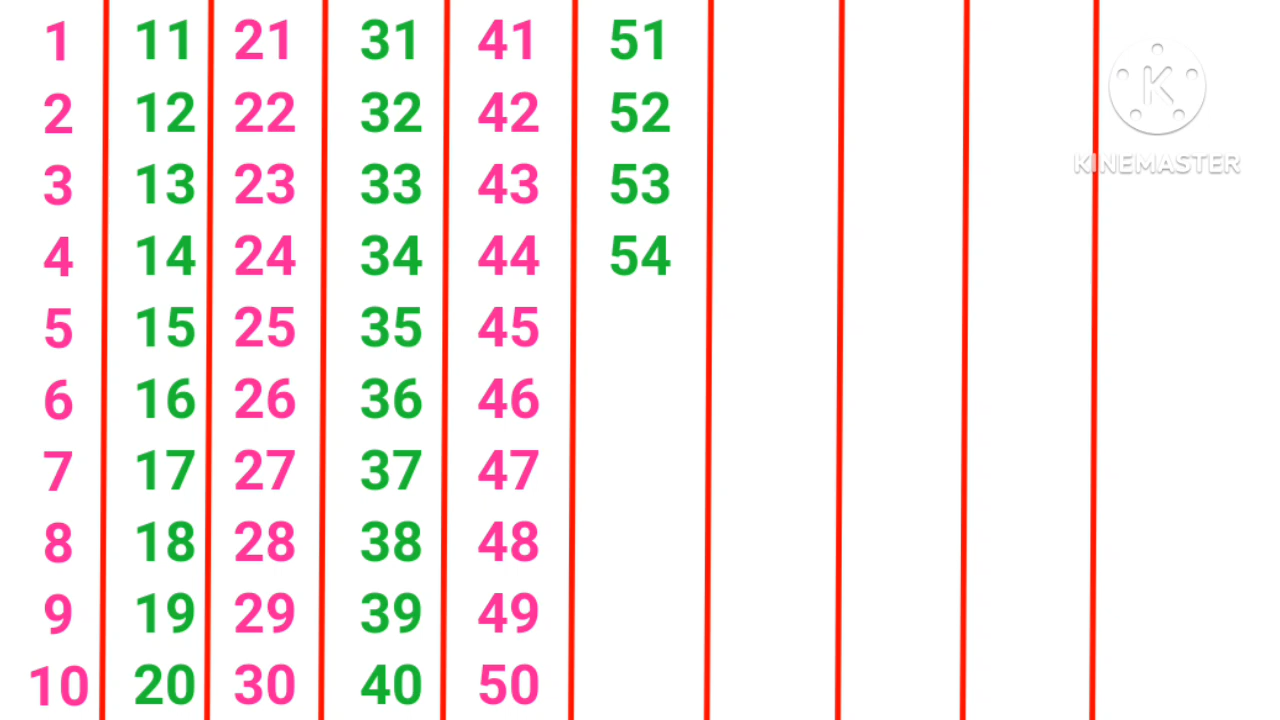 1 11 21 31 41 51
2 12 22 32 42 52
3 13 23 33 43 53
4 14 24 34 44 54
5 15 25 35 45
6 16 26 36 46
7 17 27 37 47
8 18 28 38 48
9 19 29 39 49
10 20 30 40 50
K
KINEMASTER